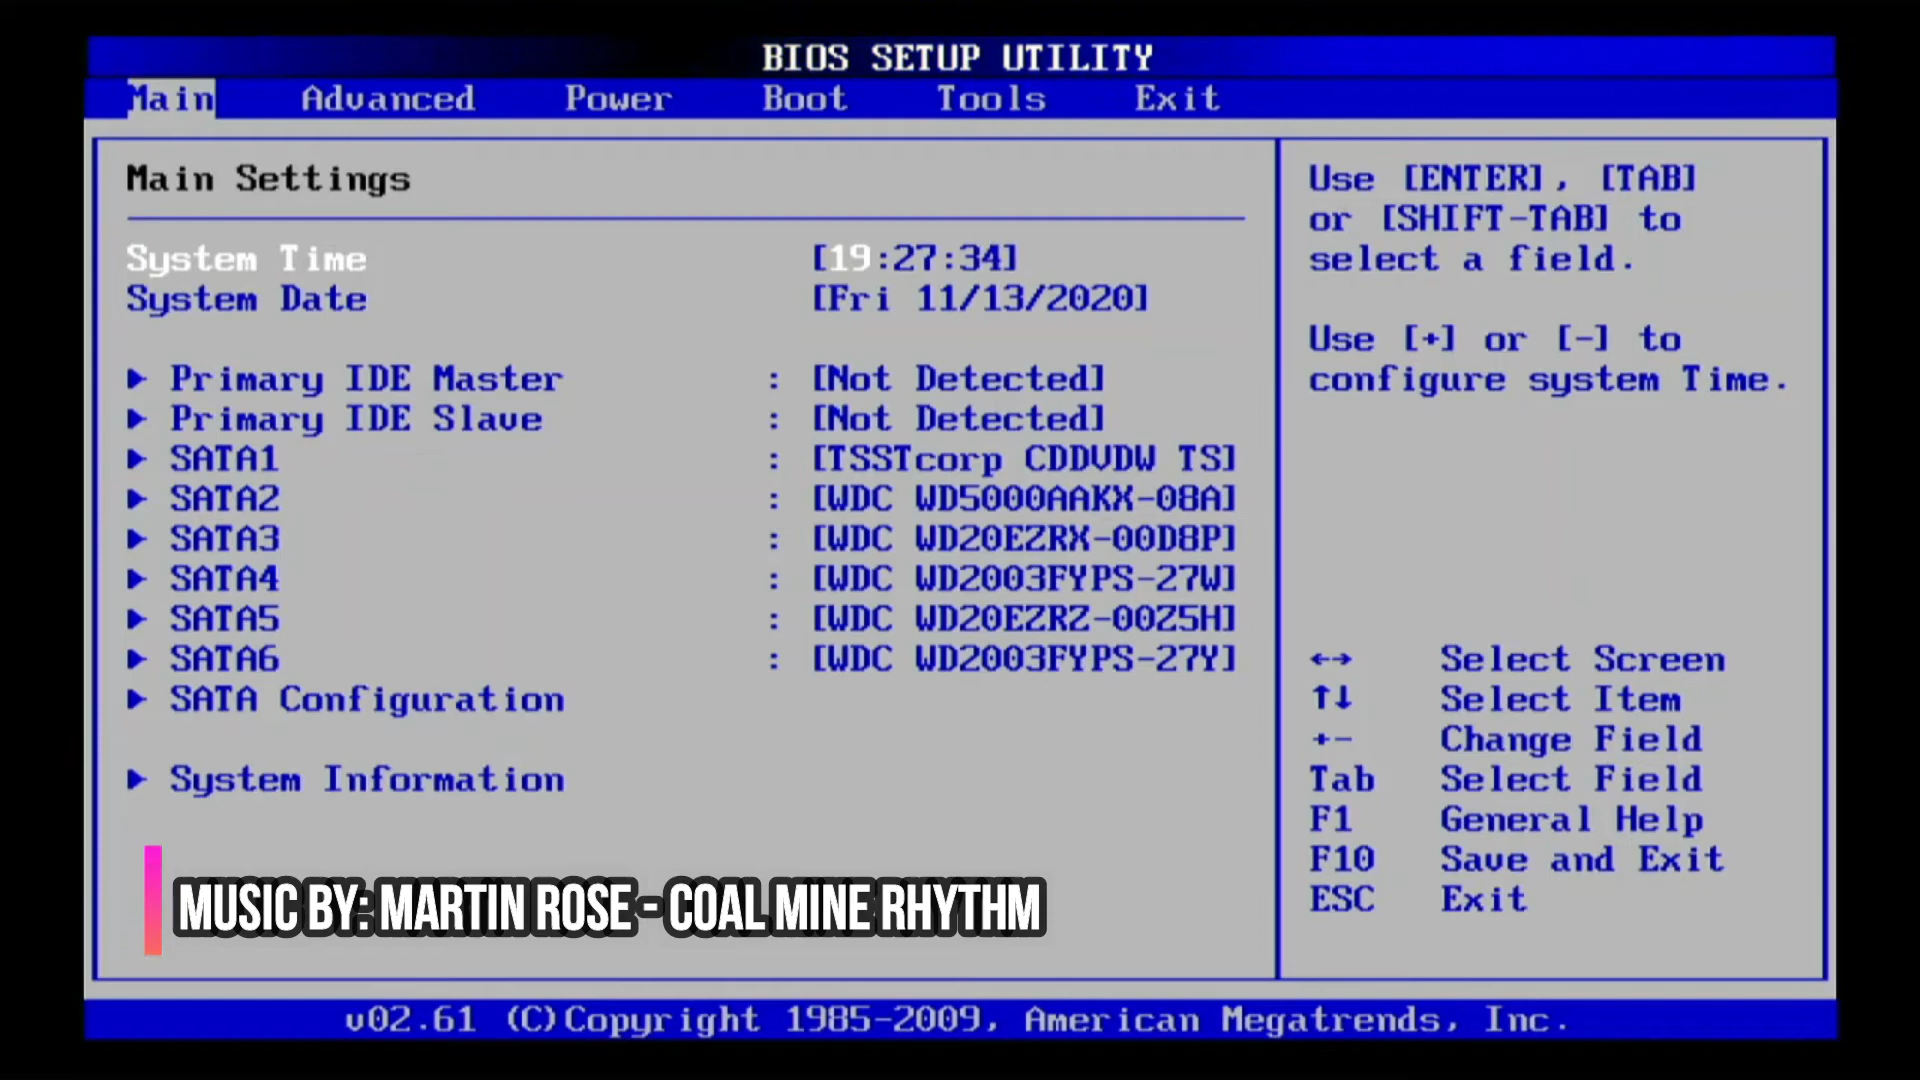 BIOS SETUP UTILITY
Main Advanced Power Boot Tools Exit
Main Settings
System Time [19:27:34]
System Date [Fri 11/13/2020]
Primary IDE Master : [Not Detected]
Primary IDE Slave : [Not Detected]
SATA1 : [TSSTcorp CDDVDW TS]
SATA2 : [WDC WD5000AAKX-08A]
SATA3 : [WDC WD20EZRX-00D8P]
SATA4 : [WDC WD2003FYPS-27W]
SATA5 : [WDC WD20EZRZ-00Z5H]
SATA6 : [WDC WD2003FYPS-27Y]
SATA Configuration
System Information
MUSIC BY: MARTIN ROSE - COAL MINE RHYTHM
Use [ENTER], [TAB]
or [SHIFT-TAB] to
select a field.
Use [+] or [-] to
configure system Time.
←→ Select Screen
↑↓ Select Item
+- Change Field
Tab Select Field
F1 General Help
F10 Save and Exit
ESC Exit
v02.61 (C)Copyright 1985-2009, American Megatrends, Inc.